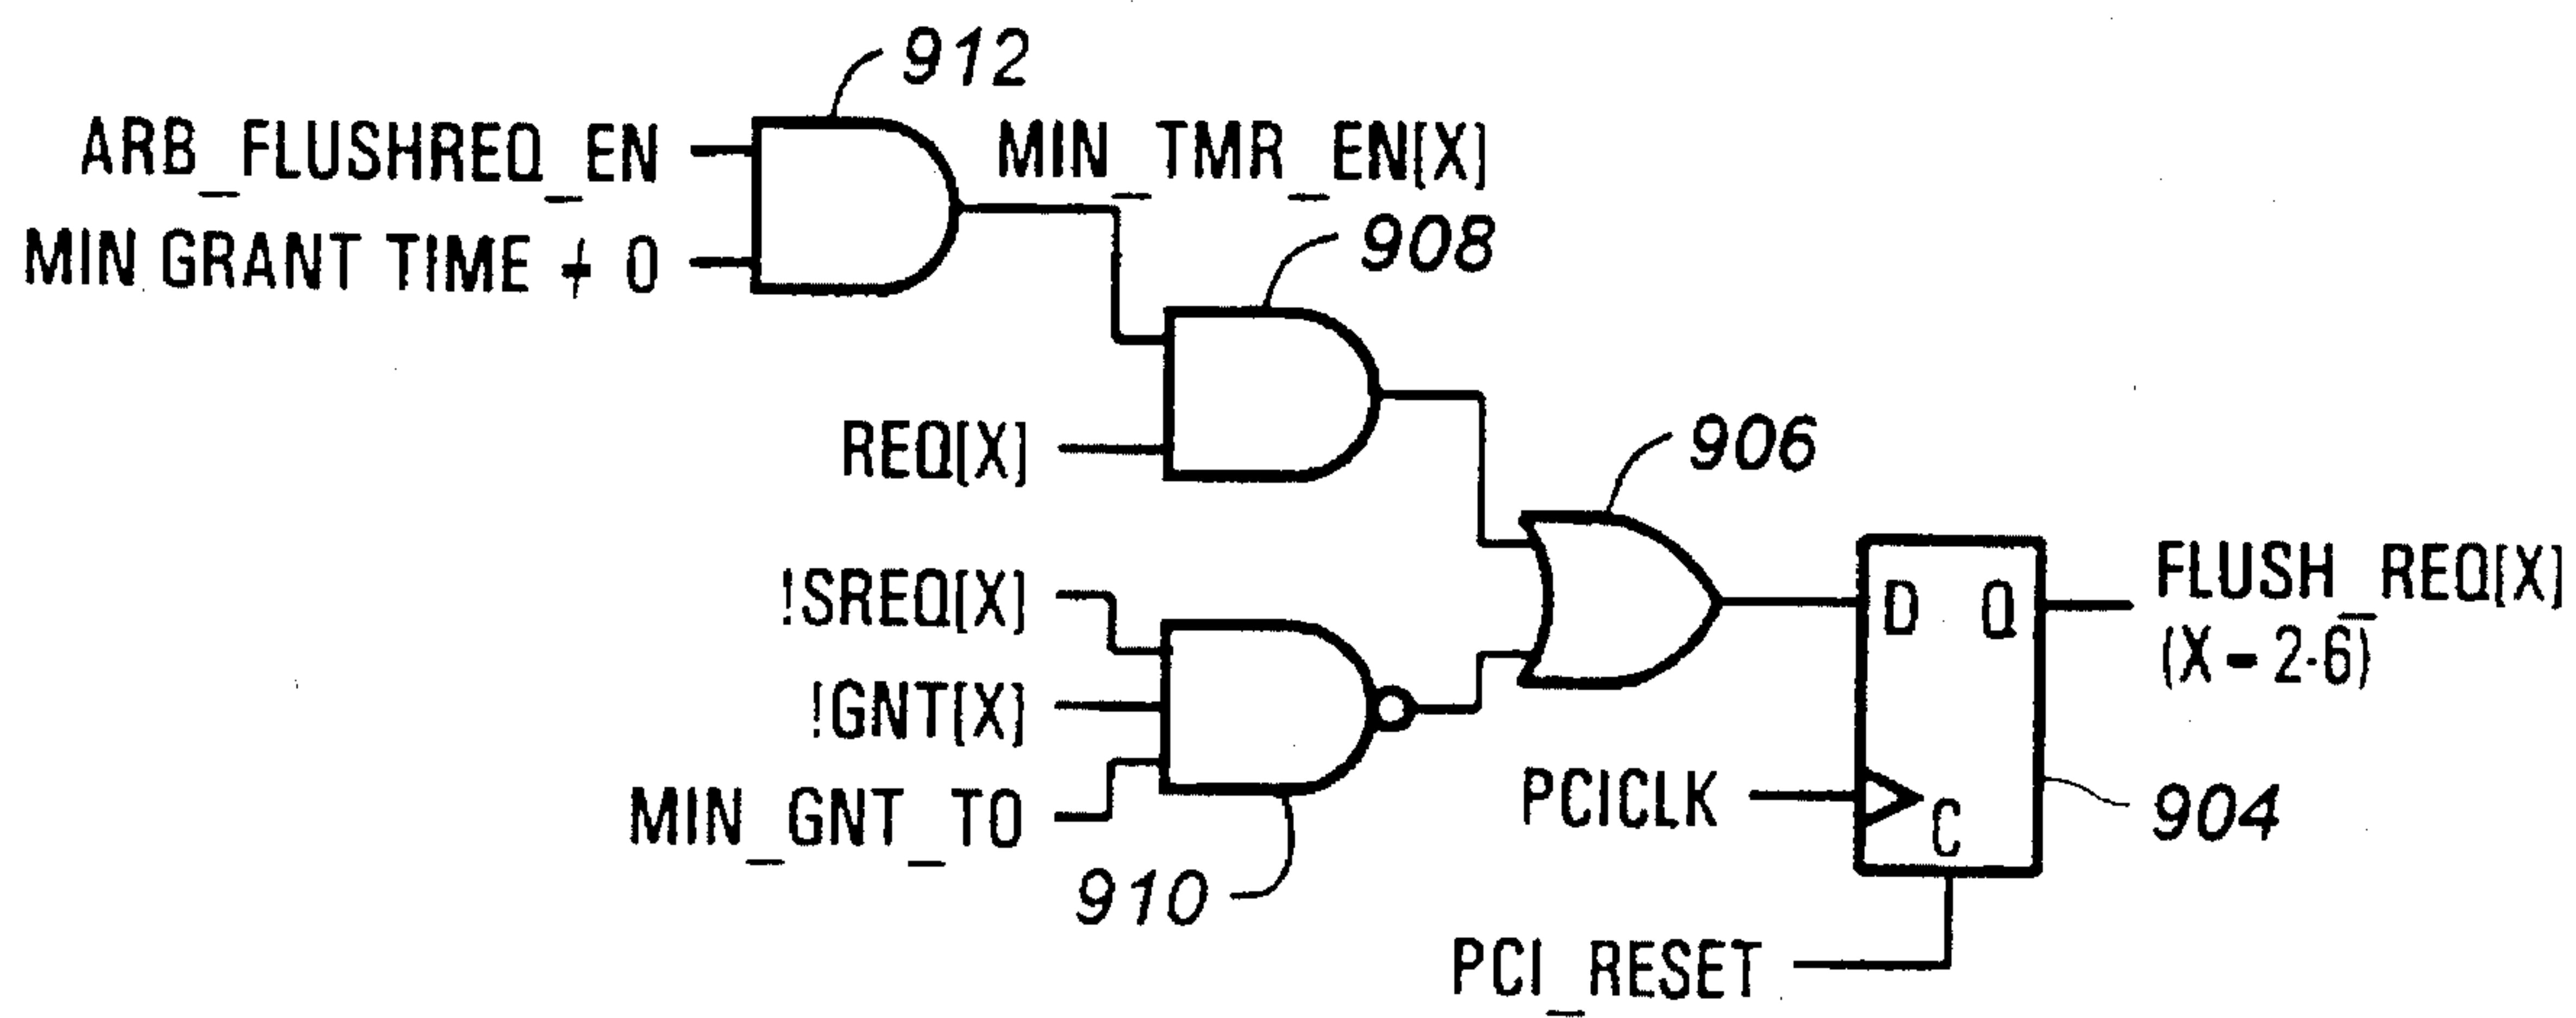 912
ARB_FLUSHREQ_EN
MIN_TMR_EN[X]
MIN GRANT TIME ≠ 0
908
REQ[X]
906
!SREQ[X]
FLUSH_REQ[X]
D Q
(X = 2-6)
!GNT[X]
MIN_GNT_TO
PCICLK
C
904
910
PCI_RESET